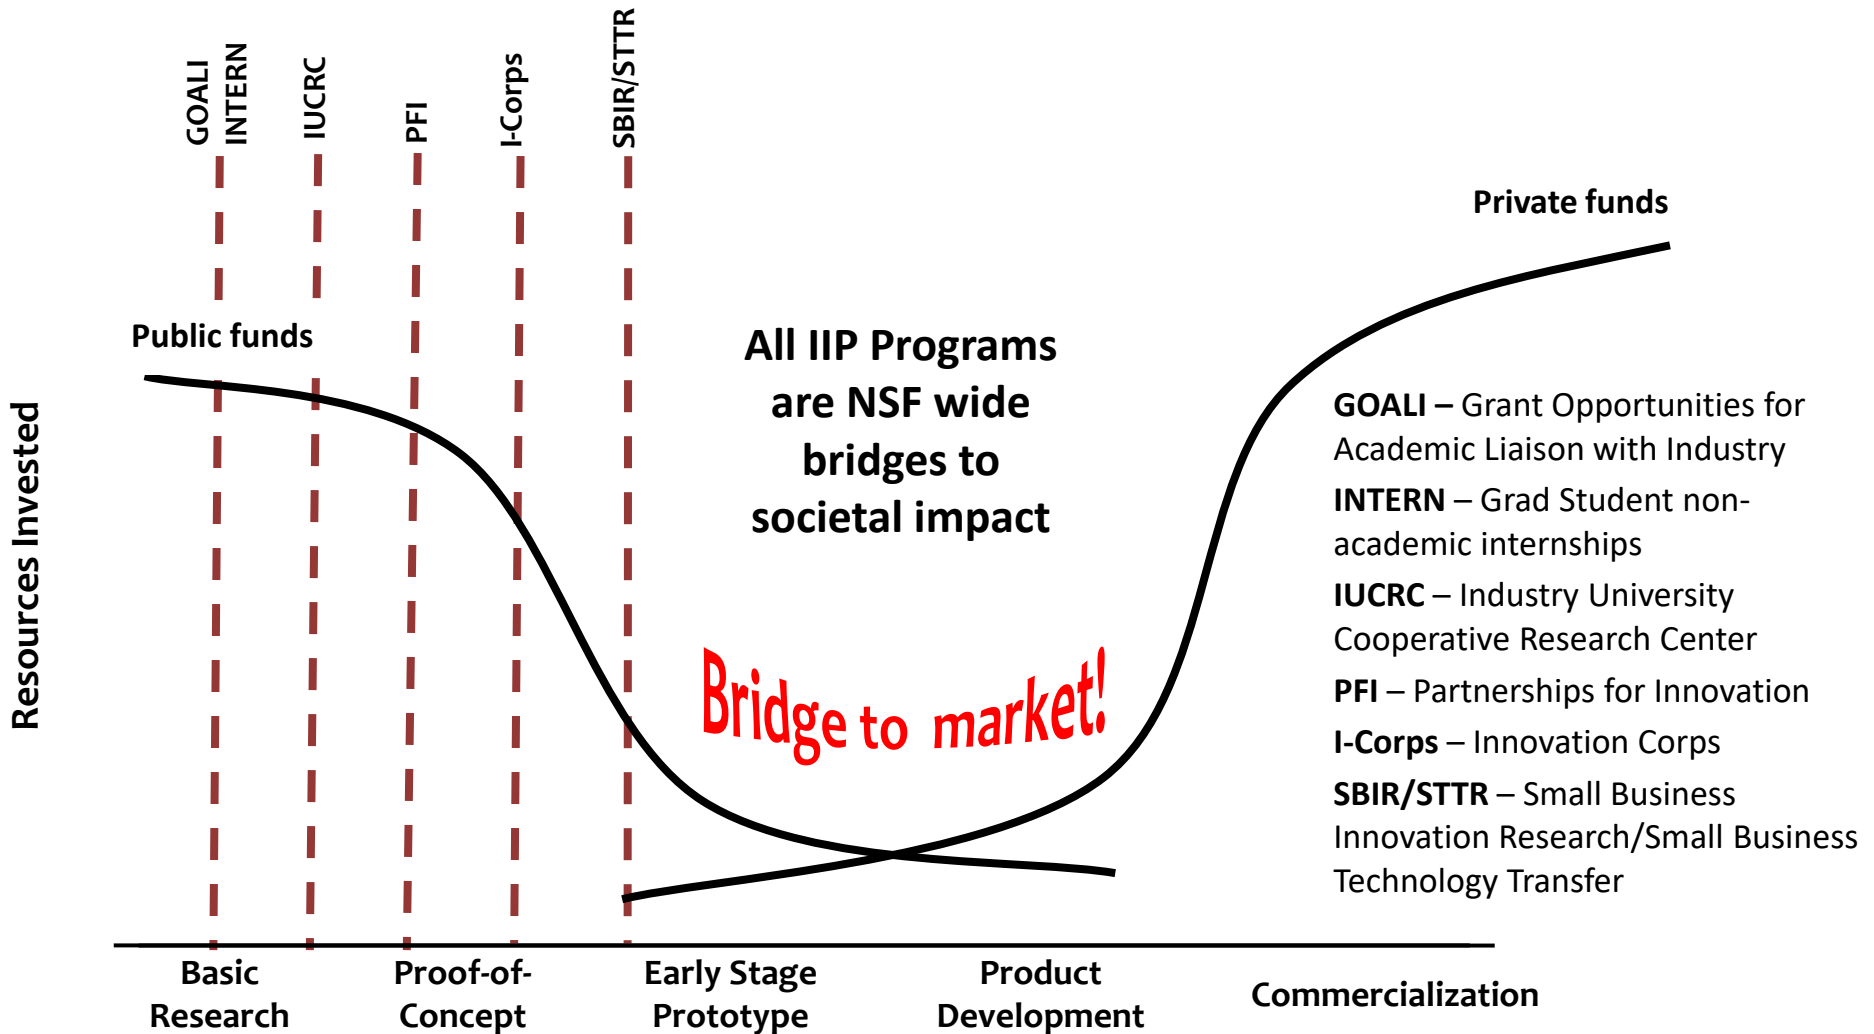 GOALI
INTERN
IUCRC
PFI
I-Corps
SBIR/STTR
Private funds
Public funds
All IIP Programs
are NSF wide
bridges to
societal impact
Bridge to market!
Resources Invested
GOALI – Grant Opportunities for
Academic Liaison with Industry
INTERN – Grad Student non-
academic internships
IUCRC – Industry University
Cooperative Research Center
PFI – Partnerships for Innovation
I-Corps – Innovation Corps
SBIR/STTR – Small Business
Innovation Research/Small Business
Technology Transfer
Basic
Research
Proof-of-
Concept
Early Stage
Prototype
Product
Development
Commercialization